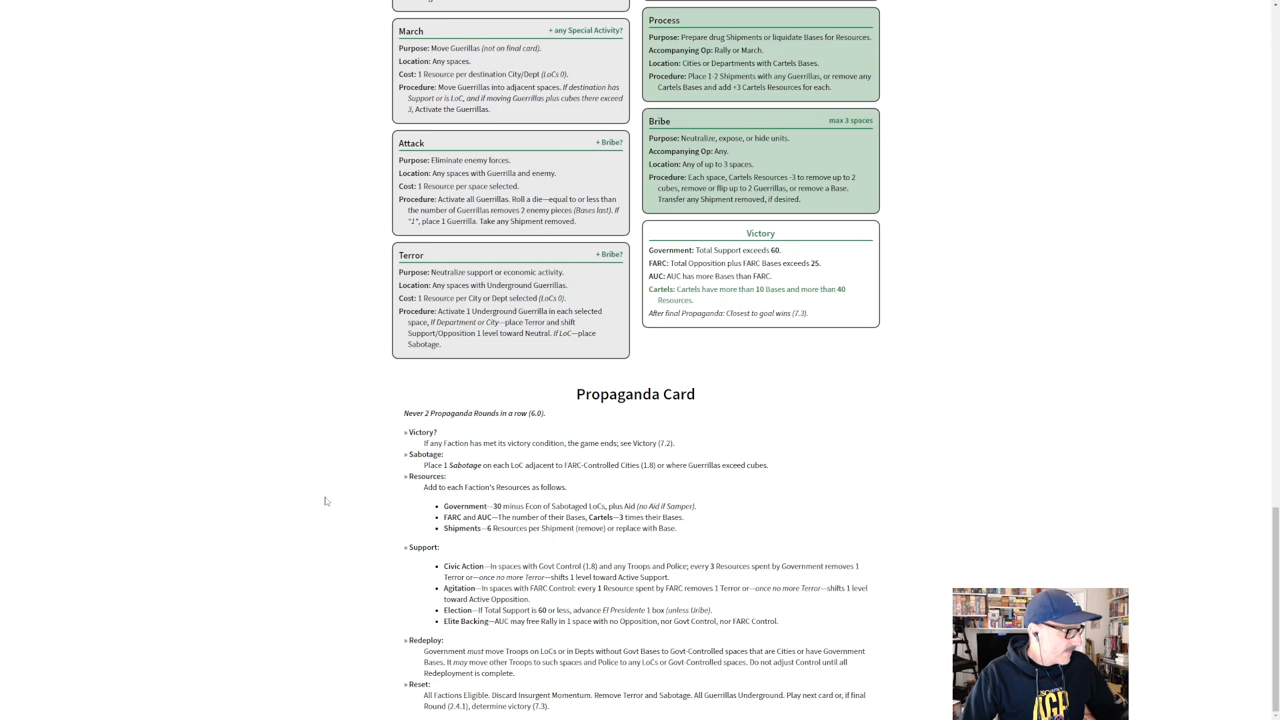 March + any Special Activity?
Purpose: Move Guerillas (not on final card).
Location: Any spaces.
Cost: 1 Resource per destination City/Dept (LoCs 0).
Procedure: Move Guerrillas into adjacent spaces. If destination has
Support or is LoC, and if moving Guerrillas plus cubes there exceed
3, Activate the Guerrillas.
Attack + Bribe?
Purpose: Eliminate enemy forces.
Location: Any spaces with Guerrilla and enemy.
Cost: 1 Resource per space selected.
Procedure: Activate all Guerrillas. Roll a die—equal to or less than
the number of Guerrillas removes 2 enemy pieces (Bases last). If
"1", place 1 Guerrilla. Take any Shipment removed.
Terror + Bribe?
Purpose: Neutralize support or economic activity.
Location: Any spaces with Underground Guerrillas.
Cost: 1 Resource per City or Dept selected (LoCs 0).
Procedure: Activate 1 Underground Guerrilla in each selected
space, If Department or City—place Terror and shift
Support/Opposition 1 level toward Neutral. if LoC—place
Sabotage.
Process
Purpose: Prepare drug Shipments or liquidate Bases for Resources.
Accompanying Op: Rally or March.
Location: Cities or Departments with Cartels Bases.
Procedure: Place 1-2 Shipments with any Guerrillas, or remove any
Cartels Bases and add +3 Cartels Resources for each.
Bribe max 3 spaces
Purpose: Neutralize, expose, or hide units.
Accompanying Op: Any.
Location: Any of up to 3 spaces.
Procedure: Each space, Cartels Resources -3 to remove up to 2
cubes, remove or flip up to 2 Guerrillas, or remove a Base.
Transfer any Shipment removed, if desired.
Victory
Government: Total Support exceeds 60.
FARC: Total Opposition plus FARC Bases exceeds 25.
AUC: AUC has more Bases than FARC.
Cartels: Cartels have more than 10 Bases and more than 40
Resources.
After final Propaganda: Closest to goal wins (7.3).
Propaganda Card
Never 2 Propaganda Rounds in a row (6.0).
» Victory?
If any Faction has met its victory condition, the game ends; see Victory (7.2).
» Sabotage:
Place 1 Sabotage on each LoC adjacent to FARC-Controlled Cities (1.8) or where Guerrillas exceed cubes.
» Resources:
Add to each Faction's Resources as follows.
• Government—30 minus Econ of Sabotaged LoCs, plus Aid (no Aid if Samper).
• FARC and AUC—The number of their Bases, Cartels—3 times their Bases.
• Shipments—6 Resources per Shipment (remove) or replace with Base.
» Support:
• Civic Action—In spaces with Govt Control (1.8) and any Troops and Police; every 3 Resources spent by Government removes 1
Terror or—once no more Terror—shifts 1 level toward Active Support.
• Agitation—In spaces with FARC Control: every 1 Resource spent by FARC removes 1 Terror or—once no more Terror—shifts 1 level
toward Active Opposition.
• Election—If Total Support is 60 or less, advance El Presidente 1 box (unless Uribe).
• Elite Backing—AUC may free Rally in 1 space with no Opposition, nor Govt Control, nor FARC Control.
» Redeploy:
Government must move Troops on LoCs or in Depts without Govt Bases to Govt-Controlled spaces that are Cities or have Government
Bases. It may move other Troops to such spaces and Police to any LoCs or Govt-Controlled spaces. Do not adjust Control until all
Redeployment is complete.
» Reset:
All Factions Eligible. Discard Insurgent Momentum. Remove Terror and Sabotage. All Guerrillas Underground. Play next card or, if final
Round (2.4.1), determine victory (7.3).